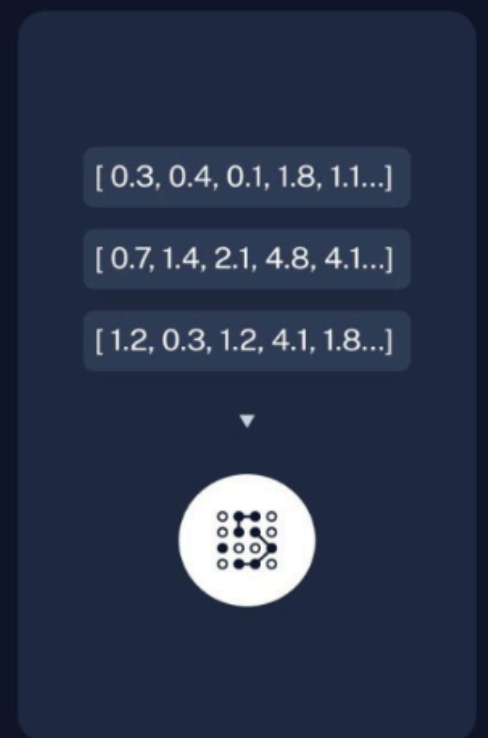 [ 0.3, 0.4, 0.1, 1.8, 1.1...]
[ 0.7, 1.4, 2.1, 4.8, 4.1...]
[ 1.2, 0.3, 1.2, 4.1, 1.8...]